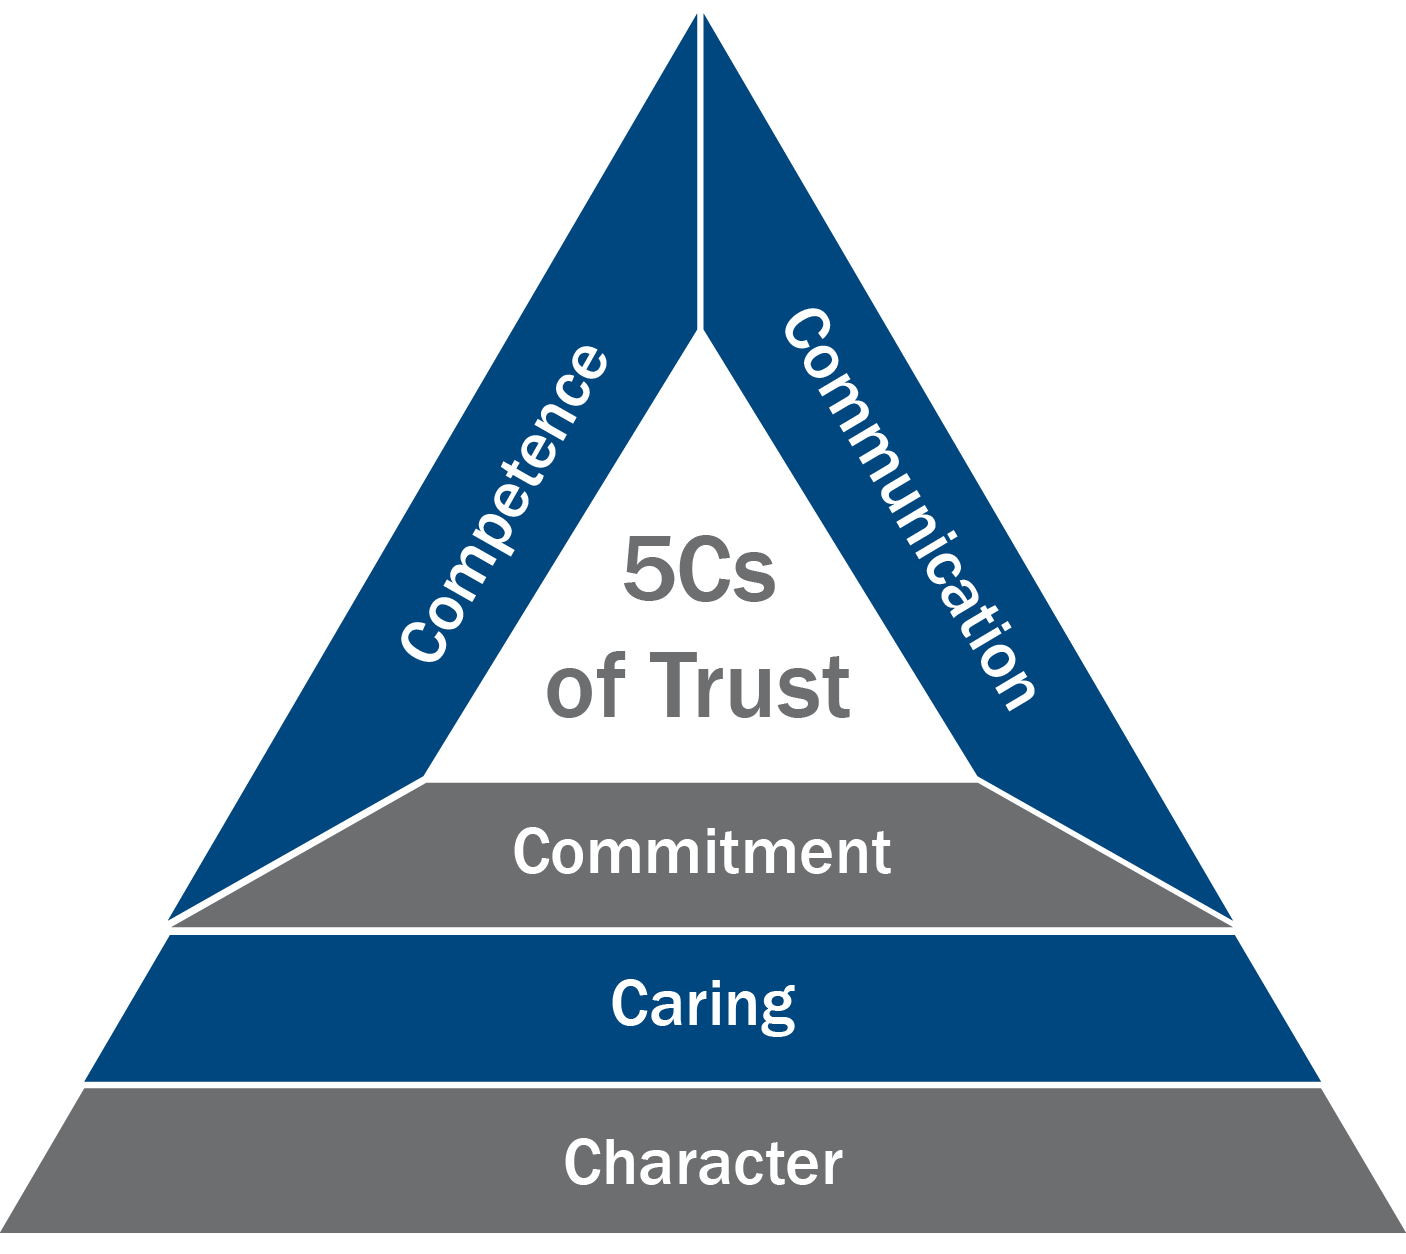 Competence
Communication
5Cs
of Trust
Commitment
Caring
Character